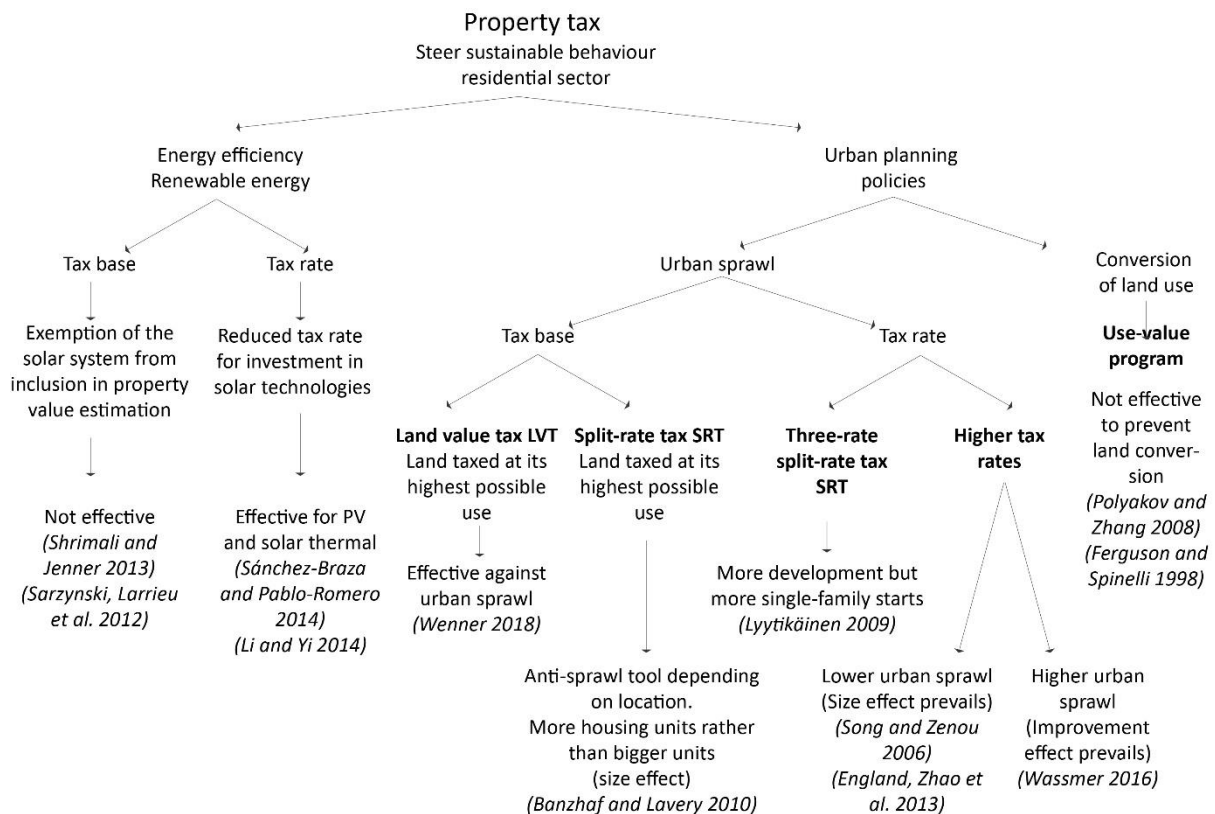 Property tax
Steer sustainable behaviour
residential sector
Energy efficiency
Renewable energy
Urban planning
policies
Tax base
Tax rate
Urban sprawl
Conversion
of land use
Exemption of the
solar system from
inclusion in property
value estimation
Reduced tax rate
for investment in
solar technologies
Tax base
Tax rate
Use-value
program
Not effective
to prevent
land conver-
sion
(Polyakov and
Zhang 2008)
(Ferguson and
Spinelli 1998)
Land value tax LVT
Land taxed at its
highest possible
use
Split-rate tax SRT
Land taxed at its
highest possible
use
Three-rate
split-rate tax
SRT
Higher tax
rates
Not effective
(Shrimali and
Jenner 2013)
(Sarzynski, Larrieu
et al. 2012)
Effective for PV
and solar thermal
(Sánchez-Braza
and Pablo-Romero
2014)
(Li and Yi 2014)
Effective against
urban sprawl
(Wenner 2018)
More development but
more single-family starts
(Lyytikäinen 2009)
Anti-sprawl tool depending
on location.
More housing units rather
than bigger units
(size effect)
(Banzhaf and Lavery 2010)
Lower urban sprawl
(Size effect prevails)
(Song and Zenou
2006)
(England, Zhao et
al. 2013)
Higher urban
sprawl
(Improvement
effect prevails)
(Wassmer 2016)